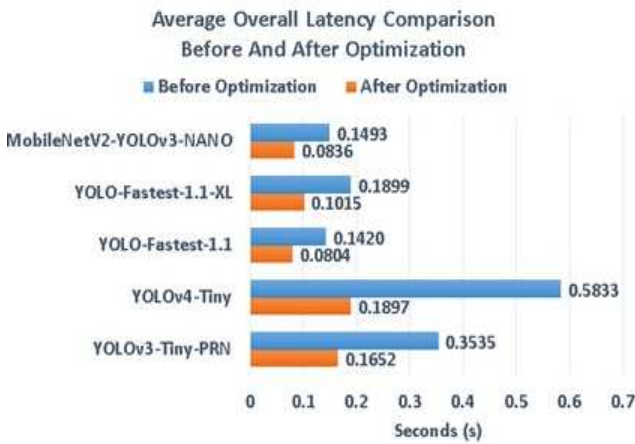 Average Overall Latency Comparison
Before And After Optimization
Before Optimization After Optimization
MobileNetV2-YOLOv3-NANO 0.1493
0.0836
YOLO-Fastest-1.1-XL 0.1899
0.1015
YOLO-Fastest-1.1 0.1420
0.0804
YOLOv4-Tiny 0.5833
0.1897
YOLOv3-Tiny-PRN 0.3535
0.1652
0 0.1 0.2 0.3 0.4 0.5 0.6 0.7
Seconds (s)